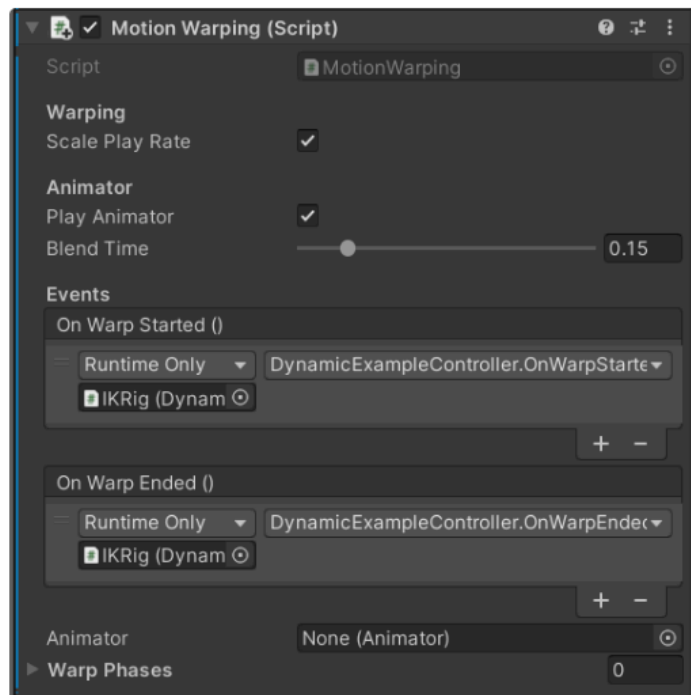 Motion Warping (Script)
Script MotionWarping
Warping
Scale Play Rate
Animator
Play Animator
Blend Time 0.15
Events
On Warp Started ()
Runtime Only DynamicExampleController.OnWarpStarte
IKRig (Dynam
+ −
On Warp Ended ()
Runtime Only DynamicExampleController.OnWarpEnded
IKRig (Dynam
+ −
Animator None (Animator)
Warp Phases 0